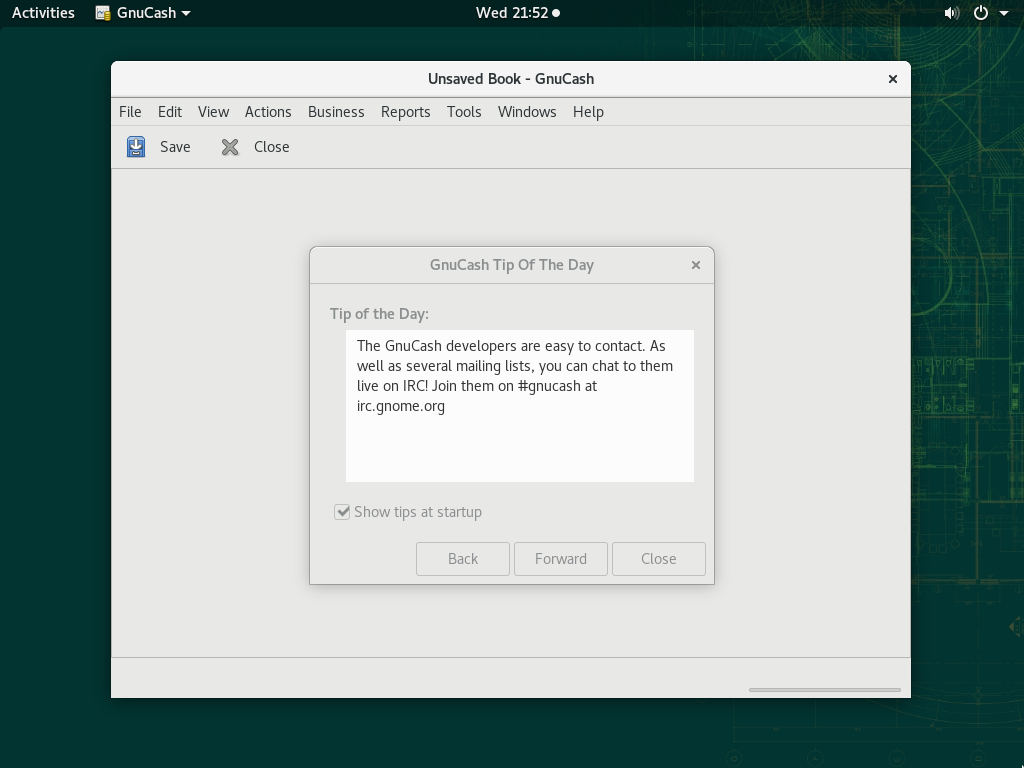 Activities GnuCash Wed 21:52
Unsaved Book - GnuCash
File Edit View Actions Business Reports Tools Windows Help
Save Close
GnuCash Tip Of The Day
Tip of the Day:
The GnuCash developers are easy to contact. As
well as several mailing lists, you can chat to them
live on IRC! Join them on #gnucash at
irc.gnome.org
Show tips at startup
Back Forward Close